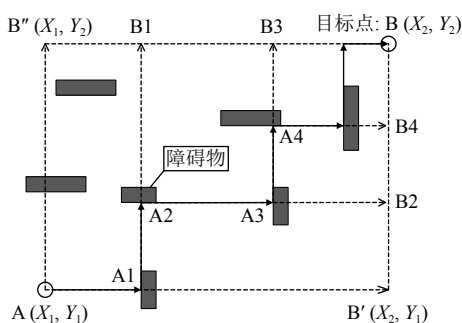 B″ (X₁, Y₂)
B1
B3
目标点: B (X₂, Y₂)
A4
B4
障碍物
A2
A3
B2
A1
A (X₁, Y₁)
B′ (X₂, Y₁)